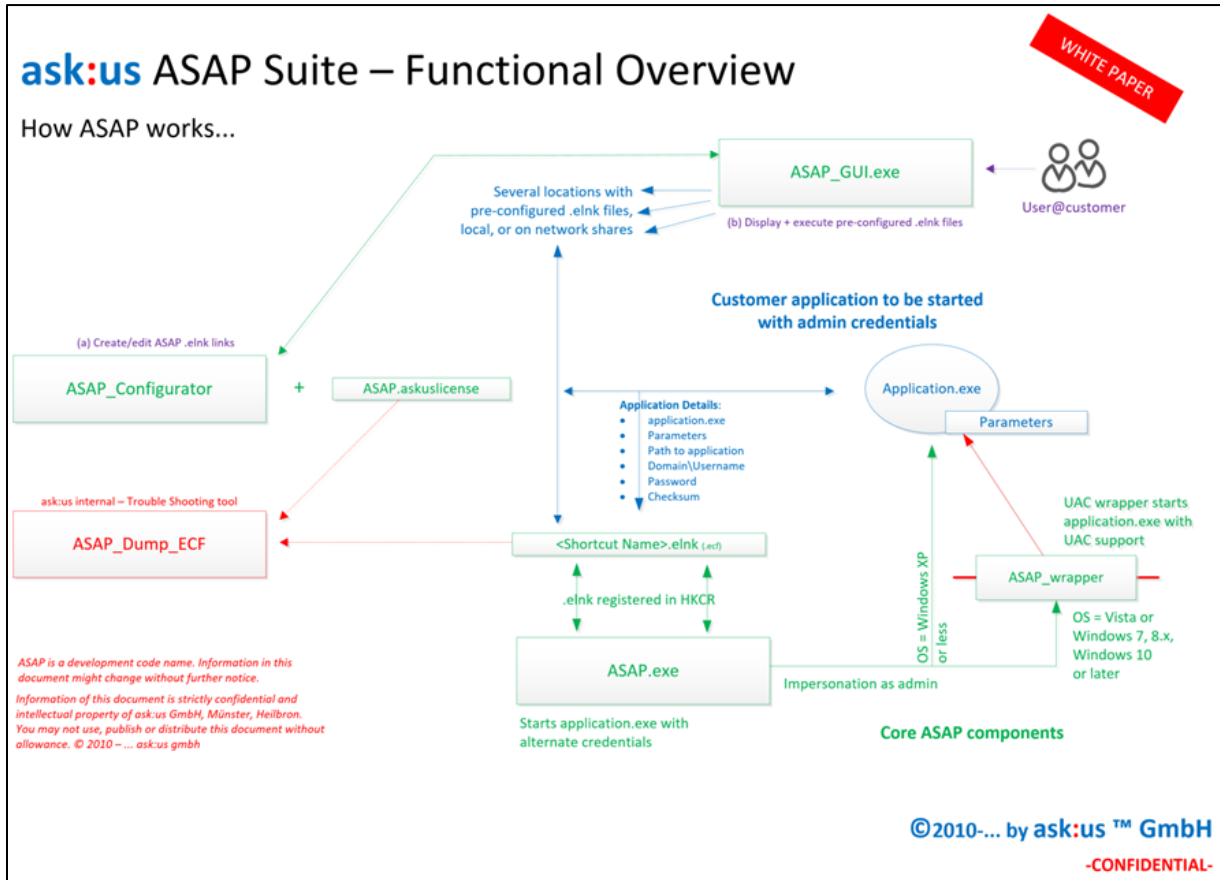 ask:us ASAP Suite – Functional Overview
WHITE PAPER
How ASAP works...
ASAP_GUI.exe
User@customer
(b) Display + execute pre-configured .elnk files
Several locations with
pre-configured .elnk files,
local, or on network shares
Customer application to be started
with admin credentials
(a) Create/edit ASAP .elnk links
ASAP_Configurator
+
ASAP.askuslicense
Application.exe
Parameters
Application Details:
• application.exe
• Parameters
• Path to application
• Domain\Username
• Password
• Checksum
ask:us internal – Trouble Shooting tool
ASAP_Dump_ECF
<Shortcut Name>.elnk (.ecf)
.elnk registered in HKCR
ASAP.exe
Starts application.exe with
alternate credentials
Impersonation as admin
OS = Windows XP
or less
UAC wrapper starts
application.exe with
UAC support
ASAP_wrapper
OS = Vista or
Windows 7, 8.x,
Windows 10
or later
Core ASAP components
ASAP is a development code name. Information in this
document might change without further notice.
Information of this document is strictly confidential and
intellectual property of ask:us GmbH, Münster, Heilbron.
You may not use, publish or distribute this document without
allowance. © 2010 – ... ask:us gmbh
©2010-... by ask:us ™ GmbH
-CONFIDENTIAL-